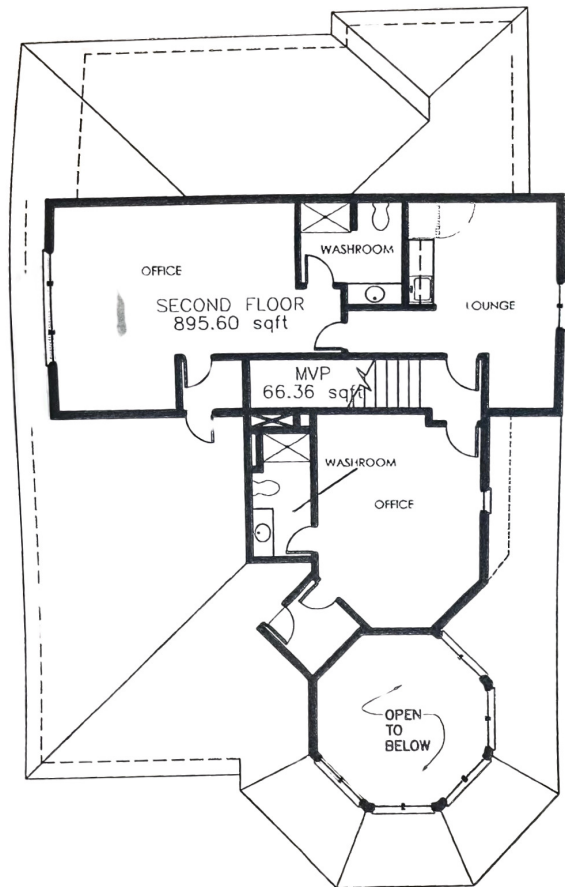 WASHROOM
OFFICE
SECOND FLOOR
895.60 sqft
LOUNGE
MVP
66.36 sqft
WASHROOM
OFFICE
OPEN
TO
BELOW